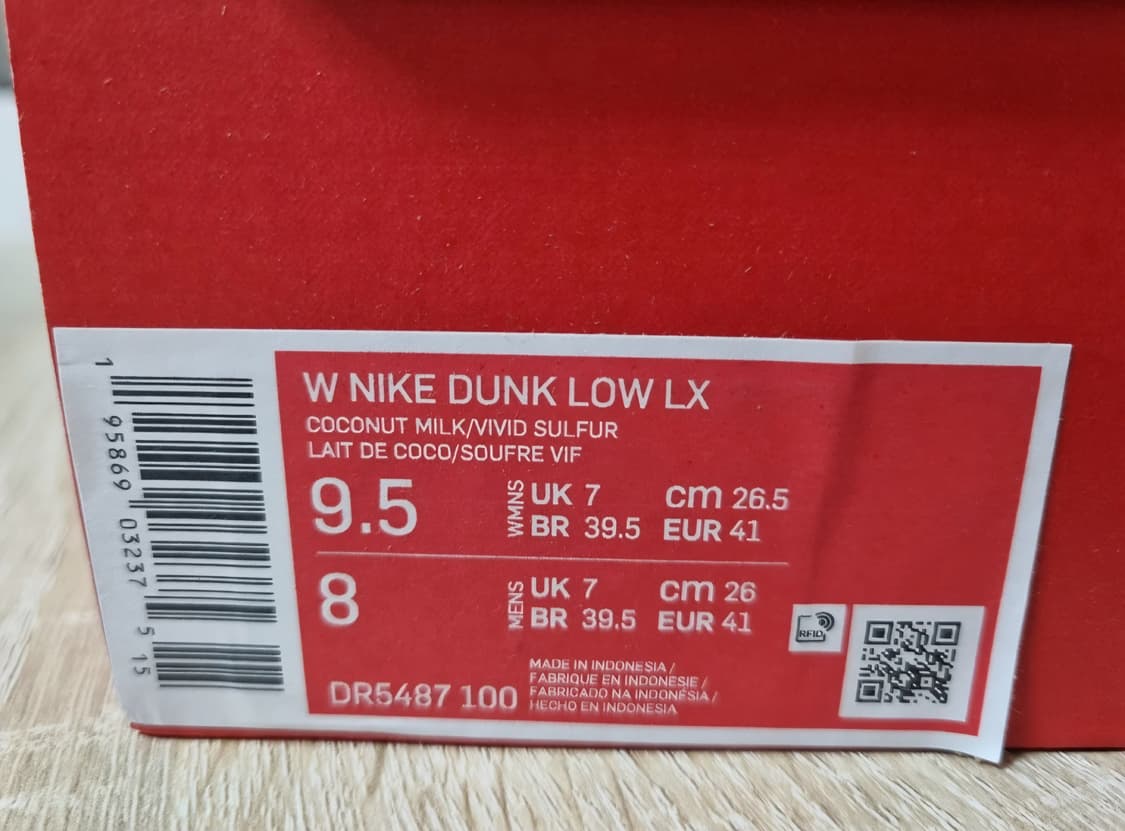 1 95869 03237 5 15
W NIKE DUNK LOW LX
COCONUT MILK/VIVID SULFUR
LAIT DE COCO/SOUFRE VIF
9.5 WMNS UK 7 cm 26.5
BR 39.5 EUR 41
8 MENS UK 7 cm 26
BR 39.5 EUR 41
RFID
DR5487 100
MADE IN INDONESIA /
FABRIQUE EN INDONESIE /
FABRICADO NA INDONÉSIA /
HECHO EN INDONESIA